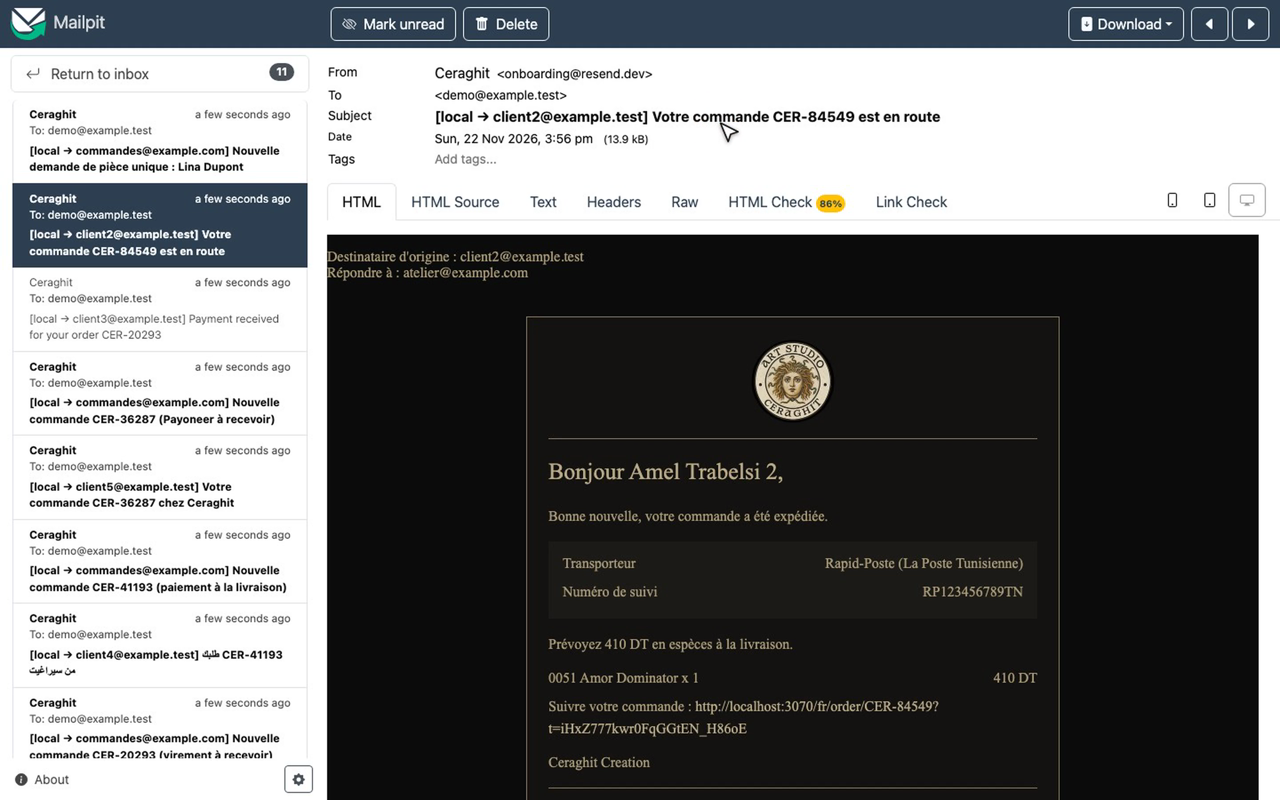 Mailpit
Mark unread
Delete
Download
Return to inbox
11
Ceraghit a few seconds ago
To: demo@example.test
[local → commandes@example.com] Nouvelle
demande de pièce unique : Lina Dupont
Ceraghit a few seconds ago
To: demo@example.test
[local → client2@example.test] Votre
commande CER-84549 est en route
Ceraghit a few seconds ago
To: demo@example.test
[local → client3@example.test] Payment received
for your order CER-20293
Ceraghit a few seconds ago
To: demo@example.test
[local → commandes@example.com] Nouvelle
commande CER-36287 (Payoneer à recevoir)
Ceraghit a few seconds ago
To: demo@example.test
[local → client5@example.test] Votre
commande CER-36287 chez Ceraghit
Ceraghit a few seconds ago
To: demo@example.test
[local → commandes@example.com] Nouvelle
commande CER-41193 (paiement à la livraison)
Ceraghit a few seconds ago
To: demo@example.test
[local → client4@example.test] طلبك CER-41193
من سيراغيت
Ceraghit a few seconds ago
To: demo@example.test
[local → commandes@example.com] Nouvelle
commande CER-20293 (virement à recevoir)
About
From Ceraghit <onboarding@resend.dev>
To <demo@example.test>
Subject [local → client2@example.test] Votre commande CER-84549 est en route
Date Sun, 22 Nov 2026, 3:56 pm (13.9 kB)
Tags Add tags...
HTML HTML Source Text Headers Raw HTML Check 86% Link Check
Destinataire d'origine : client2@example.test
Répondre à : atelier@example.com
ART STUDIO
CERAGHIT
Bonjour Amel Trabelsi 2,
Bonne nouvelle, votre commande a été expédiée.
Transporteur Rapid-Poste (La Poste Tunisienne)
Numéro de suivi RP123456789TN
Prévoyez 410 DT en espèces à la livraison.
0051 Amor Dominator x 1 410 DT
Suivre votre commande : http://localhost:3070/fr/order/CER-84549?
t=iHxZ777kwr0FqGGtEN_H86oE
Ceraghit Creation